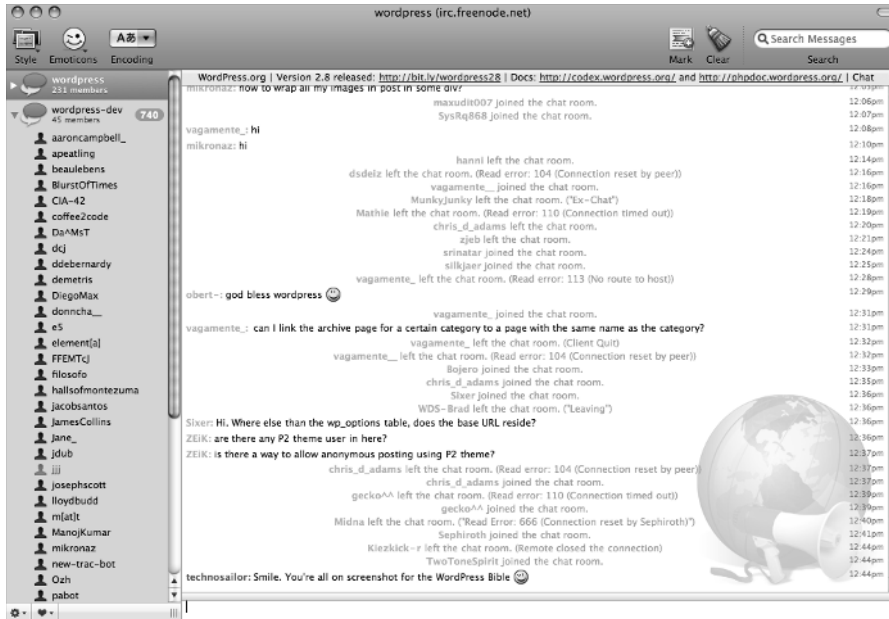 wordpress (irc.freenode.net)
Aあ
Search Messages
Style Emoticons Encoding
Mark Clear Search
wordpress
231 members
wordpress-dev
45 members
740
aaroncampbell_
apeatling
beaulebens
BlurstOfTimes
CIA-42
coffee2code
Da^MsT
dcj
ddebernardy
demetris
DiegoMax
donncha__
e5
element[a]
FFEMTcJ
filosofo
hallsofmontezuma
jacobsantos
JamesCollins
Jane_
jdub
jjj
josephscott
lloydbudd
m[at]t
ManojKumar
mikronaz
new-trac-bot
Ozh
pabot
WordPress.org | Version 2.8 released: http://bit.ly/wordpress28 | Docs: http://codex.wordpress.org/ and http://phpdoc.wordpress.org/ | Chat
mikronaz: how to wrap all my images in post in some div? 12:05pm
maxudit007 joined the chat room. 12:06pm
SysRq868 joined the chat room. 12:07pm
vagamente_: hi 12:08pm
mikronaz: hi 12:10pm
hanni left the chat room. 12:14pm
dsdeiz left the chat room. (Read error: 104 (Connection reset by peer)) 12:16pm
vagamente__ joined the chat room. 12:16pm
MunkyJunky left the chat room. ("Ex-Chat") 12:18pm
Mathie left the chat room. (Read error: 110 (Connection timed out)) 12:19pm
chris_d_adams left the chat room. 12:20pm
zjeb left the chat room. 12:21pm
srinatar joined the chat room. 12:24pm
silkjaer joined the chat room. 12:25pm
vagamente_ left the chat room. (Read error: 113 (No route to host)) 12:28pm
obert-: god bless wordpress 12:29pm
vagamente_ joined the chat room. 12:31pm
vagamente_: can I link the archive page for a certain category to a page with the same name as the category? 12:31pm
vagamente_ left the chat room. (Client Quit) 12:32pm
vagamente__ left the chat room. (Read error: 104 (Connection reset by peer)) 12:32pm
Bojero joined the chat room. 12:33pm
chris_d_adams joined the chat room. 12:35pm
Sixer joined the chat room. 12:36pm
WDS-Brad left the chat room. ("Leaving") 12:36pm
Sixer: Hi. Where else than the wp_options table, does the base URL reside? 12:36pm
ZEiK: are there any P2 theme user in here? 12:36pm
ZEiK: is there a way to allow anonymous posting using P2 theme? 12:37pm
chris_d_adams left the chat room. (Read error: 104 (Connection reset by peer)) 12:37pm
chris_d_adams joined the chat room. 12:37pm
gecko^^ left the chat room. (Read error: 110 (Connection timed out)) 12:39pm
gecko^^ joined the chat room. 12:39pm
Midna left the chat room. ("Read Error: 666 (Connection reset by Sephiroth)") 12:40pm
Sephiroth joined the chat room. 12:41pm
Kiezkick-r left the chat room. (Remote closed the connection) 12:44pm
TwoToneSpirit joined the chat room. 12:44pm
technosailor: Smile. You're all on screenshot for the WordPress Bible 12:44pm